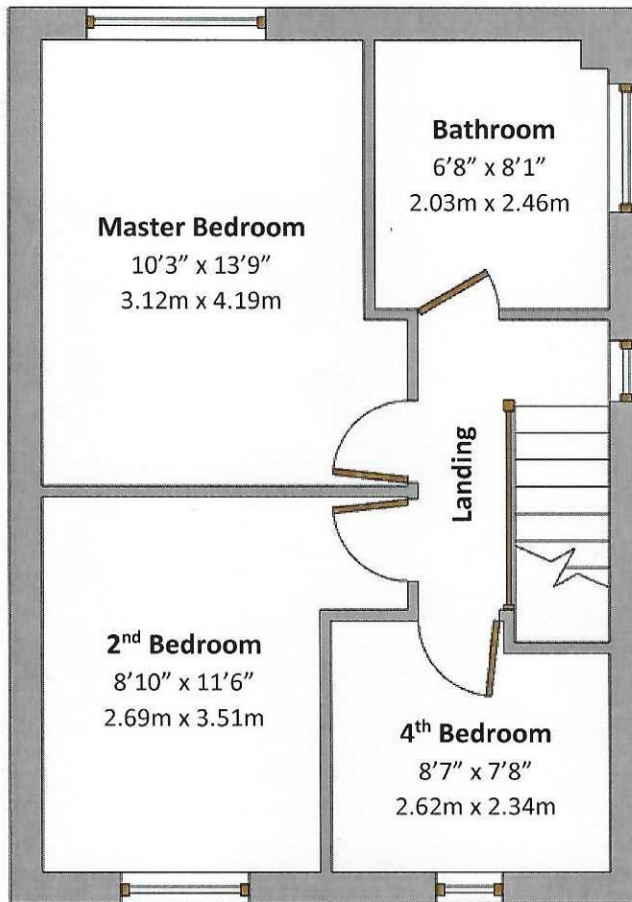 Bathroom
6’8” x 8’1”
2.03m x 2.46m
Master Bedroom
10’3” x 13’9”
3.12m x 4.19m
Landing
2nd Bedroom
8’10” x 11’6”
2.69m x 3.51m
4th Bedroom
8’7” x 7’8”
2.62m x 2.34m